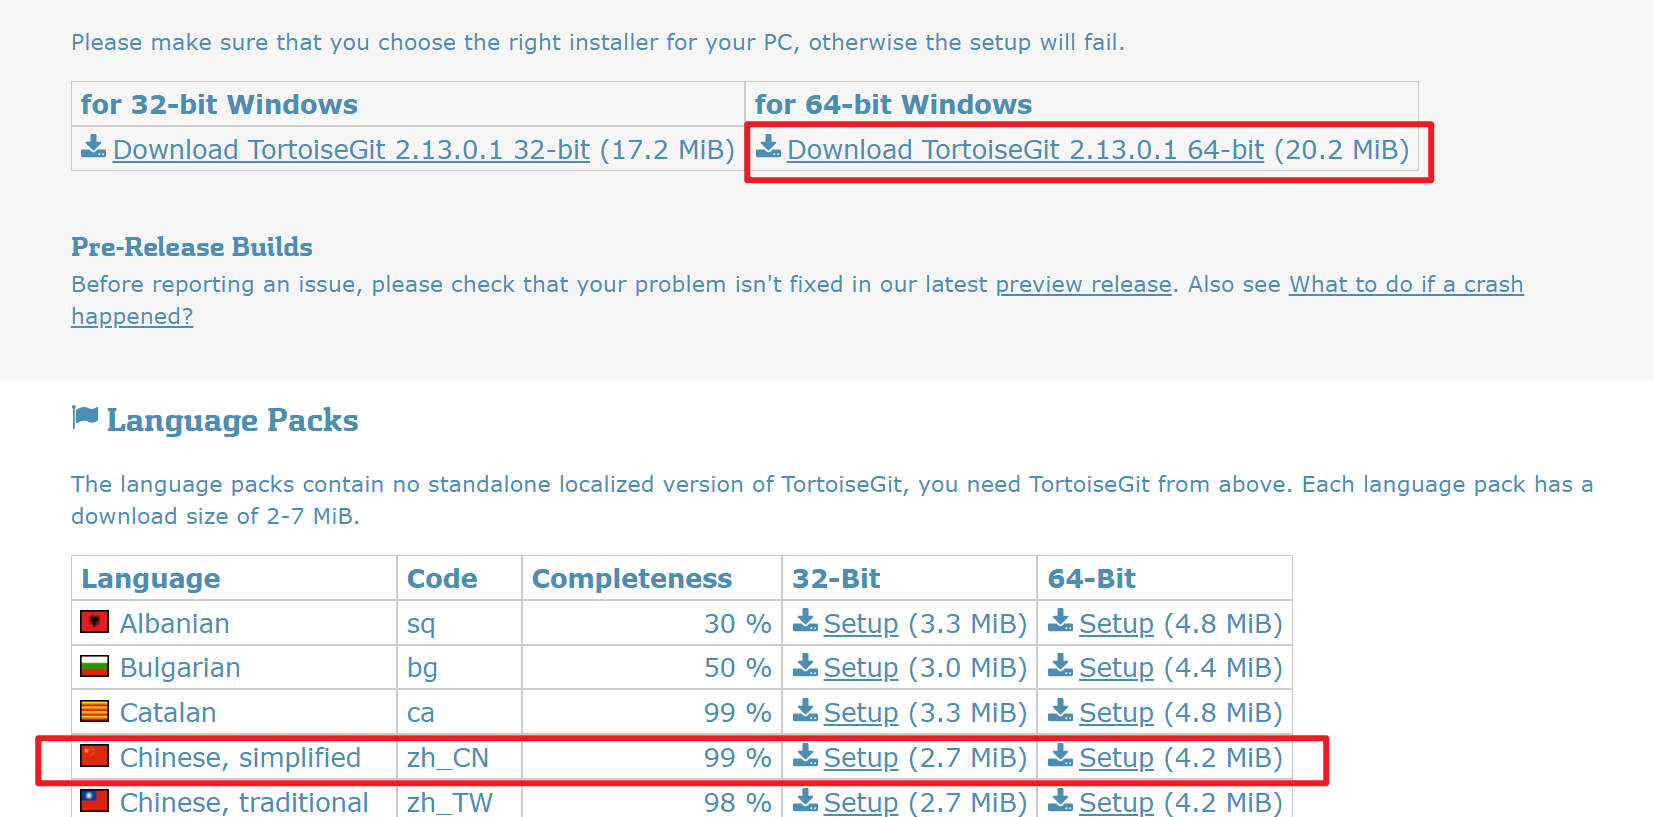 Please make sure that you choose the right installer for your PC, otherwise the setup will fail.
for 32-bit Windows for 64-bit Windows
Download TortoiseGit 2.13.0.1 32-bit (17.2 MiB) Download TortoiseGit 2.13.0.1 64-bit (20.2 MiB)
Pre-Release Builds
Before reporting an issue, please check that your problem isn't fixed in our latest preview release. Also see What to do if a crash
happened?
Language Packs
The language packs contain no standalone localized version of TortoiseGit, you need TortoiseGit from above. Each language pack has a
download size of 2-7 MiB.
Language Code Completeness 32-Bit 64-Bit
Albanian sq 30 % Setup (3.3 MiB) Setup (4.8 MiB)
Bulgarian bg 50 % Setup (3.0 MiB) Setup (4.4 MiB)
Catalan ca 99 % Setup (3.3 MiB) Setup (4.8 MiB)
Chinese, simplified zh_CN 99 % Setup (2.7 MiB) Setup (4.2 MiB)
Chinese, traditional zh_TW 98 % Setup (2.7 MiB) Setup (4.2 MiB)